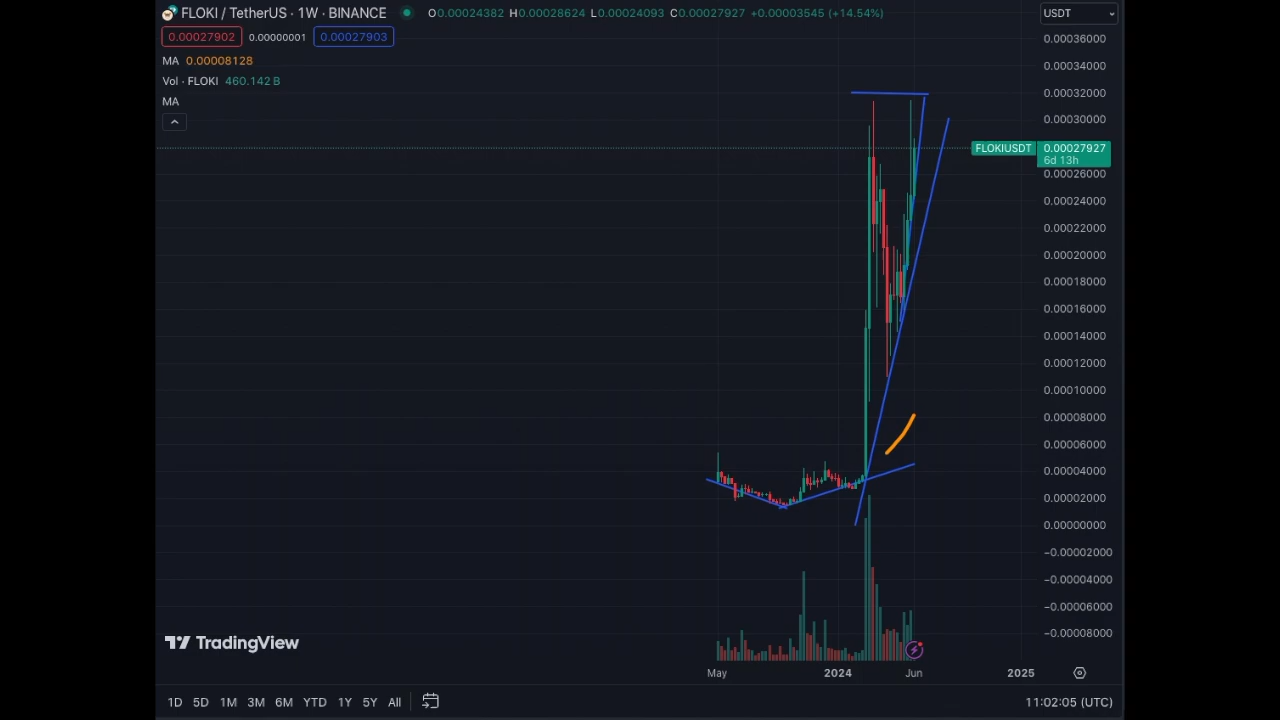 FLOKI / TetherUS · 1W · BINANCE O0.00024382 H0.00028624 L0.00024093 C0.00027927 +0.00003545 (+14.54%) USDT
0.00027902 0.00000001 0.00027903
MA 0.00008128
Vol · FLOKI 460.142 B
MA
0.00036000
0.00034000
0.00032000
0.00030000
FLOKIUSDT 0.00027927
6d 13h
0.00026000
0.00024000
0.00022000
0.00020000
0.00018000
0.00016000
0.00014000
0.00012000
0.00010000
0.00008000
0.00006000
0.00004000
0.00002000
0.00000000
−0.00002000
−0.00004000
−0.00006000
−0.00008000
TradingView
May 2024 Jun 2025
1D 5D 1M 3M 6M YTD 1Y 5Y All 11:02:05 (UTC)